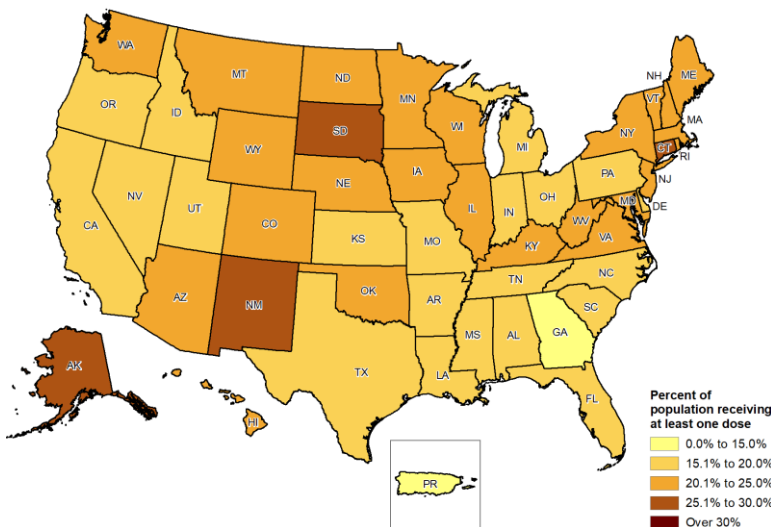 WA
MT
ND
MN
OR
ID
SD
WI
WY
MI
NH
VT
ME
NY
MA
CT
RI
NE
IA
PA
NJ
NV
UT
CO
IL
IN
OH
MD
DE
WV
VA
CA
KS
MO
KY
AZ
NM
OK
AR
TN
NC
SC
MS
AL
GA
TX
LA
FL
AK
HI
PR
Percent of
population receiving
at least one dose
0.0% to 15.0%
15.1% to 20.0%
20.1% to 25.0%
25.1% to 30.0%
Over 30%